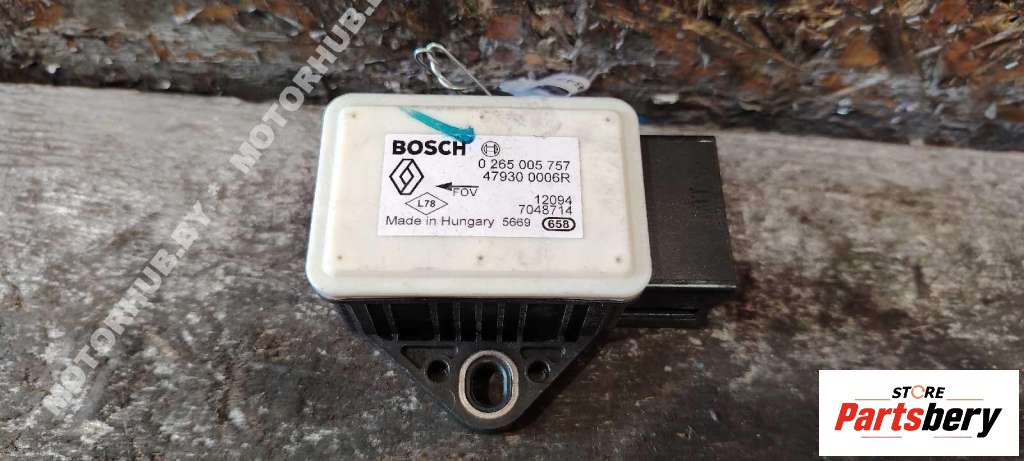 MOTORHUB.BY MOTORHUB.BY MOTORHUB.BY
BOSCH
0 265 005 757
47930 0006R
FOV
L78
12094
7048714
Made in Hungary 5669 658
STORE
Partsbery